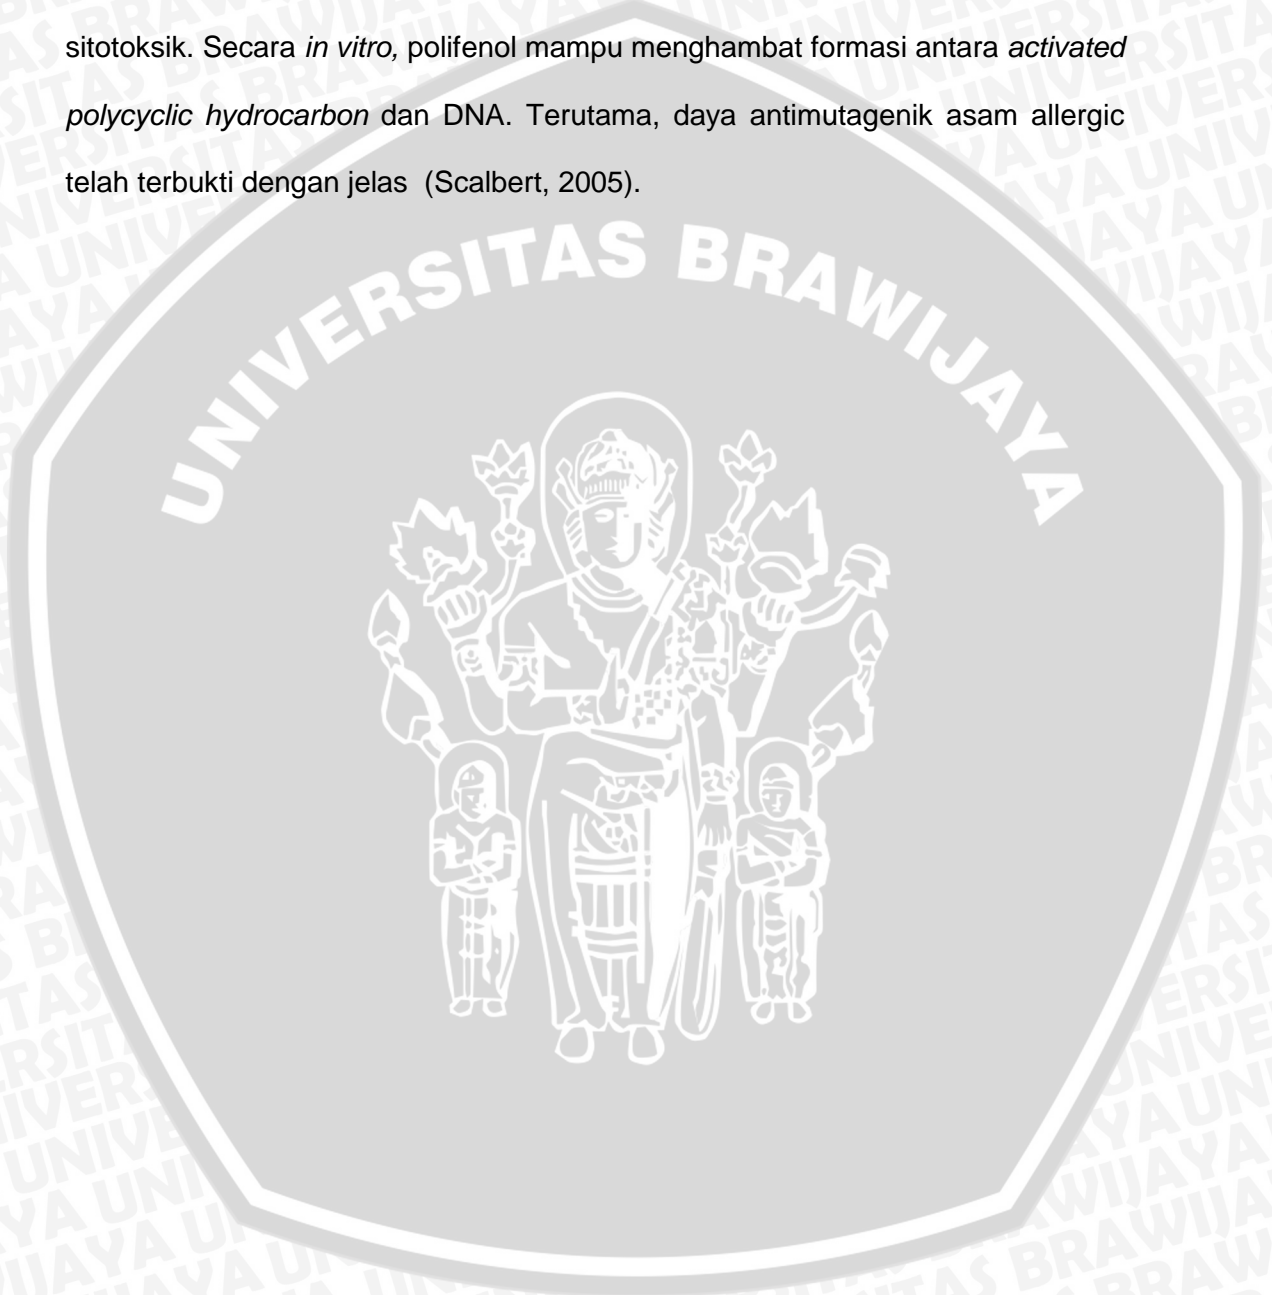 sitotoksik. Secara in vitro, polifenol mampu menghambat formasi antara activated
polycyclic hydrocarbon dan DNA. Terutama, daya antimutagenik asam allergic
telah terbukti dengan jelas (Scalbert, 2005).
UNIVERSITAS BRAWIJAYA